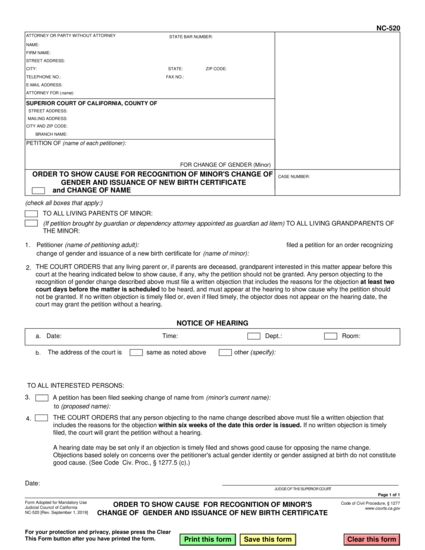 NC-520
ATTORNEY OR PARTY WITHOUT ATTORNEY STATE BAR NUMBER:
NAME:
FIRM NAME:
STREET ADDRESS:
CITY: STATE: ZIP CODE:
TELEPHONE NO.: FAX NO.:
E-MAIL ADDRESS:
ATTORNEY FOR (name):
SUPERIOR COURT OF CALIFORNIA, COUNTY OF
STREET ADDRESS:
MAILING ADDRESS:
CITY AND ZIP CODE:
BRANCH NAME:
PETITION OF (name of each petitioner):
FOR CHANGE OF GENDER (Minor)
ORDER TO SHOW CAUSE FOR RECOGNITION OF MINOR'S CHANGE OF
GENDER AND ISSUANCE OF NEW BIRTH CERTIFICATE
and CHANGE OF NAME
CASE NUMBER:
(check all boxes that apply:)
TO ALL LIVING PARENTS OF MINOR:
(If petition brought by guardian or dependency attorney appointed as guardian ad litem) TO ALL LIVING GRANDPARENTS OF
THE MINOR:
1. Petitioner (name of petitioning adult): filed a petition for an order recognizing
change of gender and issuance of a new birth certificate for (name of minor):
2. THE COURT ORDERS that any living parent or, if parents are deceased, grandparent interested in this matter appear before this
court at the hearing indicated below to show cause, if any, why the petition should not be granted. Any person objecting to the
recognition of gender change described above must file a written objection that includes the reasons for the objection at least two
court days before the matter is scheduled to be heard, and must appear at the hearing to show cause why the petition should
not be granted. If no written objection is timely filed or, even if filed timely, the objector does not appear on the hearing date, the
court may grant the petition without a hearing.
NOTICE OF HEARING
a. Date: Time: Dept.: Room:
b. The address of the court is same as noted above other (specify):
TO ALL INTERESTED PERSONS:
3. A petition has been filed seeking change of name from (minor's current name):
to (proposed name):
4. THE COURT ORDERS that any person objecting to the name change described above must file a written objection that
includes the reasons for the objection within six weeks of the date this order is issued. If no written objection is timely
filed, the court will grant the petition without a hearing.
A hearing date may be set only if an objection is timely filed and shows good cause for opposing the name change.
Objections based solely on concerns over the petitioner's actual gender identity or gender assigned at birth do not constitute
good cause. (See Code Civ. Proc., § 1277.5 (c).)
Date:
JUDGE OF THE SUPERIOR COURT
Page 1 of 1
Form Adopted for Mandatory Use
Judicial Council of California
NC-520 [Rev. September 1, 2019]
ORDER TO SHOW CAUSE FOR RECOGNITION OF MINOR'S
CHANGE OF GENDER AND ISSUANCE OF NEW BIRTH CERTIFICATE
Code of Civil Procedure, § 1277
www.courts.ca.gov
For your protection and privacy, please press the Clear
This Form button after you have printed the form.
Print this form Save this form Clear this form